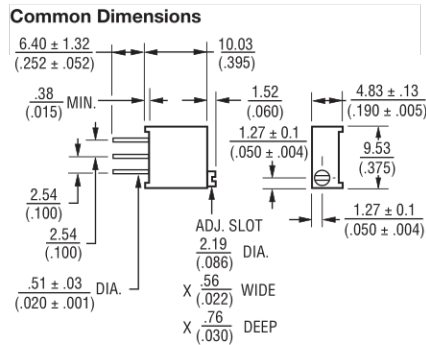 Common Dimensions
6.40 ± 1.32
(.252 ± .052)
10.03
(.395)
.38
(.015)
MIN.
1.52
(.060)
4.83 ± .13
(.190 ± .005)
1.27 ± 0.1
(.050 ± .004)
9.53
(.375)
2.54
(.100)
2.54
(.100)
1.27 ± 0.1
(.050 ± .004)
.51 ± .03
(.020 ± .001)
DIA.
ADJ. SLOT
2.19
(.086)
DIA.
X
.56
(.022)
WIDE
X
.76
(.030)
DEEP